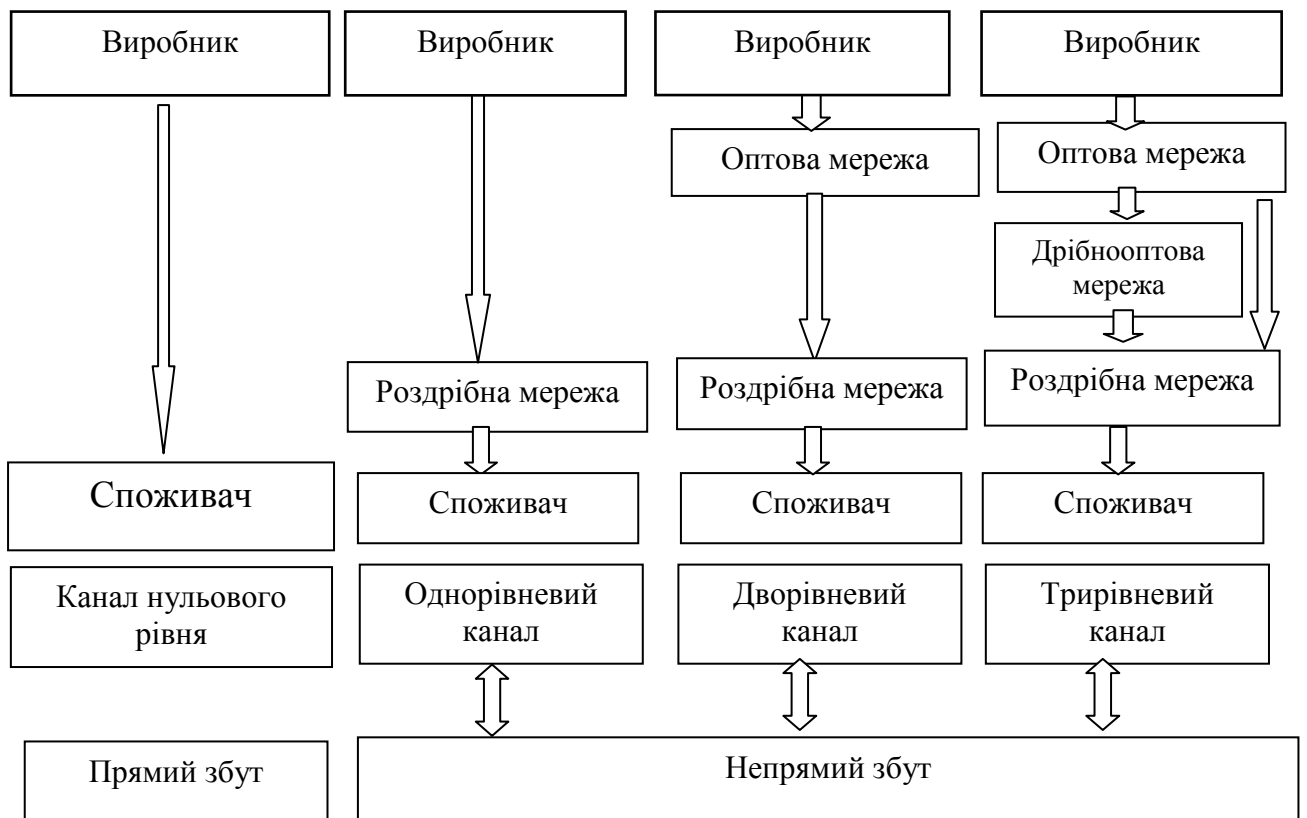 Виробник
Виробник
Виробник
Виробник
Оптова мережа
Оптова мережа
Дрібнооптова
мережа
Роздрібна мережа
Роздрібна мережа
Роздрібна мережа
Споживач
Споживач
Споживач
Споживач
Канал нульового
рівня
Однорівневий
канал
Дворівневий
канал
Трирівневий
канал
Прямий збут
Непрямий збут